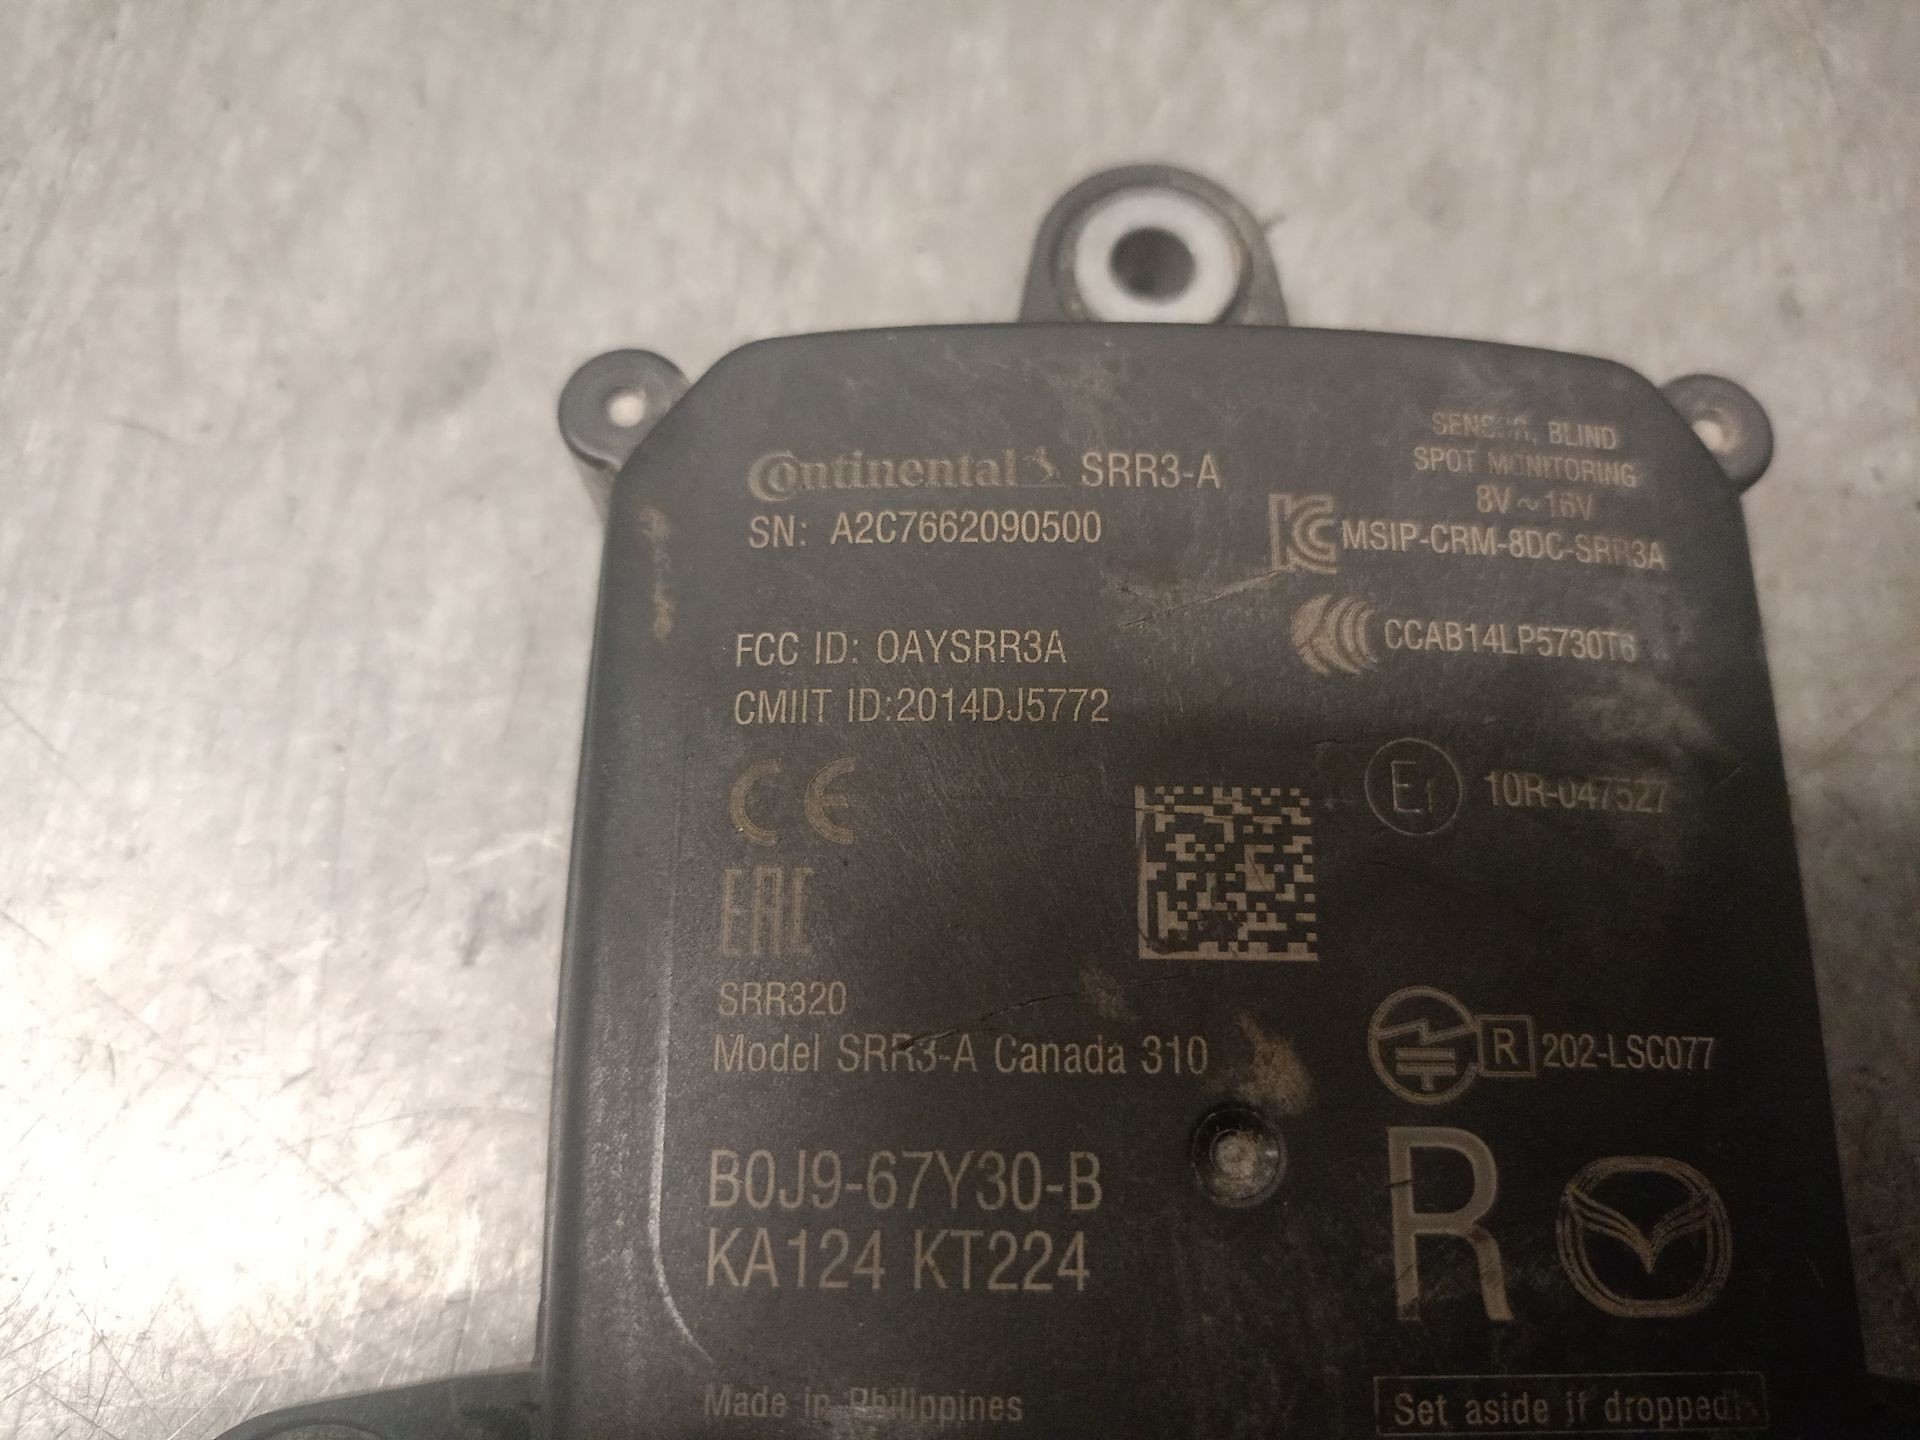 Continental SRR3-A
SN: A2C7662090500
SENSOR, BLIND
SPOT MONITORING
8V~16V
KC MSIP-CRM-8DC-SRR3A
CCAB14LP5730T6
FCC ID: OAYSRR3A
CMIIT ID:2014DJ5772
CE
E1 10R-047527
EAC
SRR320
Model SRR3-A Canada 310
R 202-LSC077
B0J9-67Y30-B
KA124 KT224
R
Made in Philippines
Set aside if dropped!